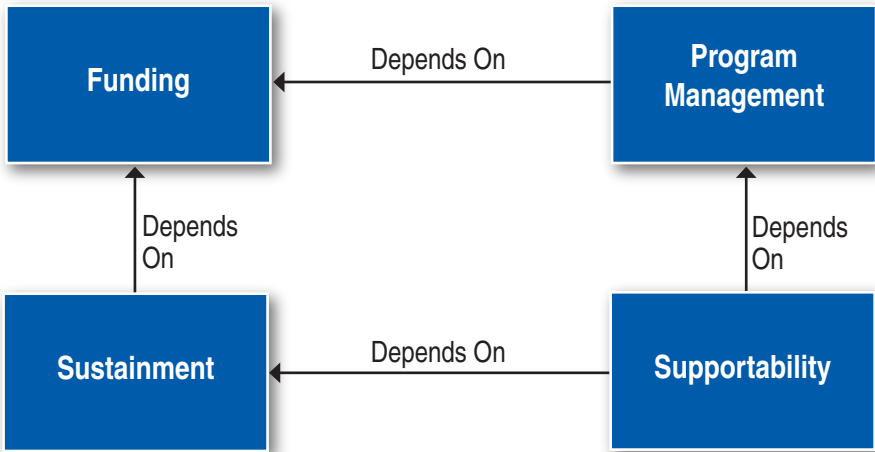 Funding
Depends On
Program
Management
Depends
On
Depends
On
Sustainment
Depends On
Supportability